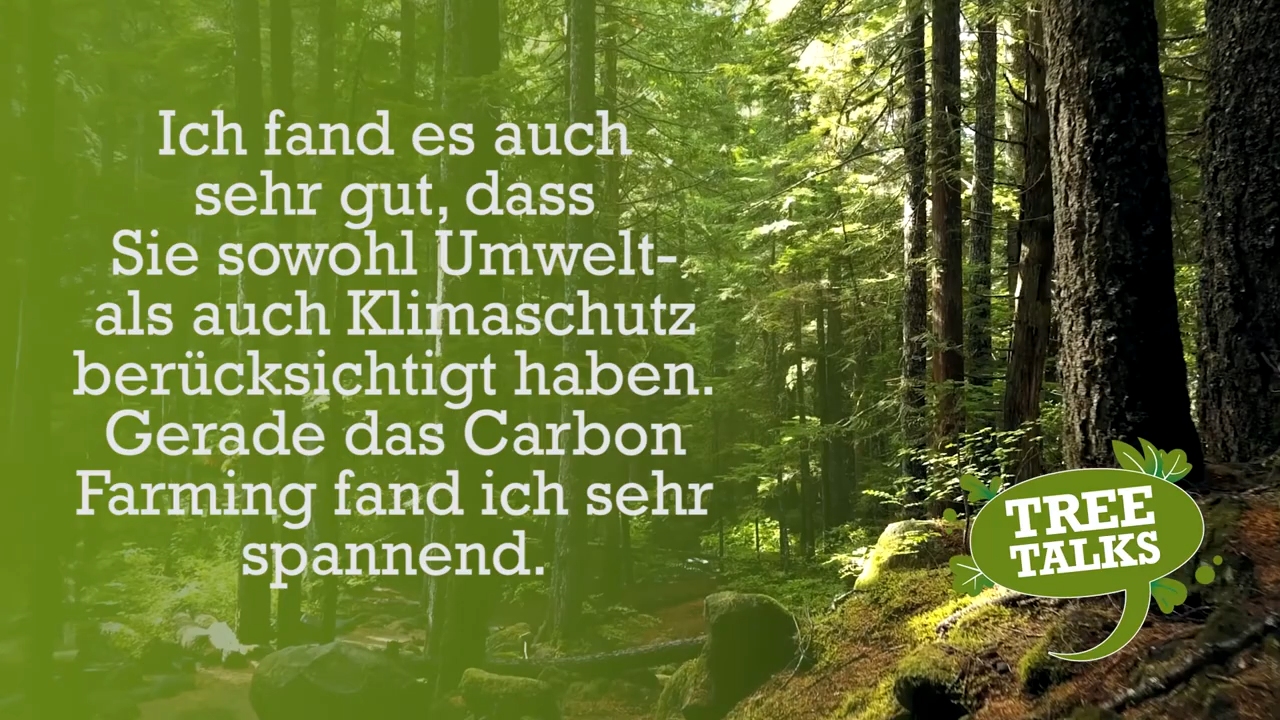 Ich fand es auch
sehr gut, dass
Sie sowohl Umwelt-
als auch Klimaschutz
berücksichtigt haben.
Gerade das Carbon
Farming fand ich sehr
spannend.
TREE
TALKS